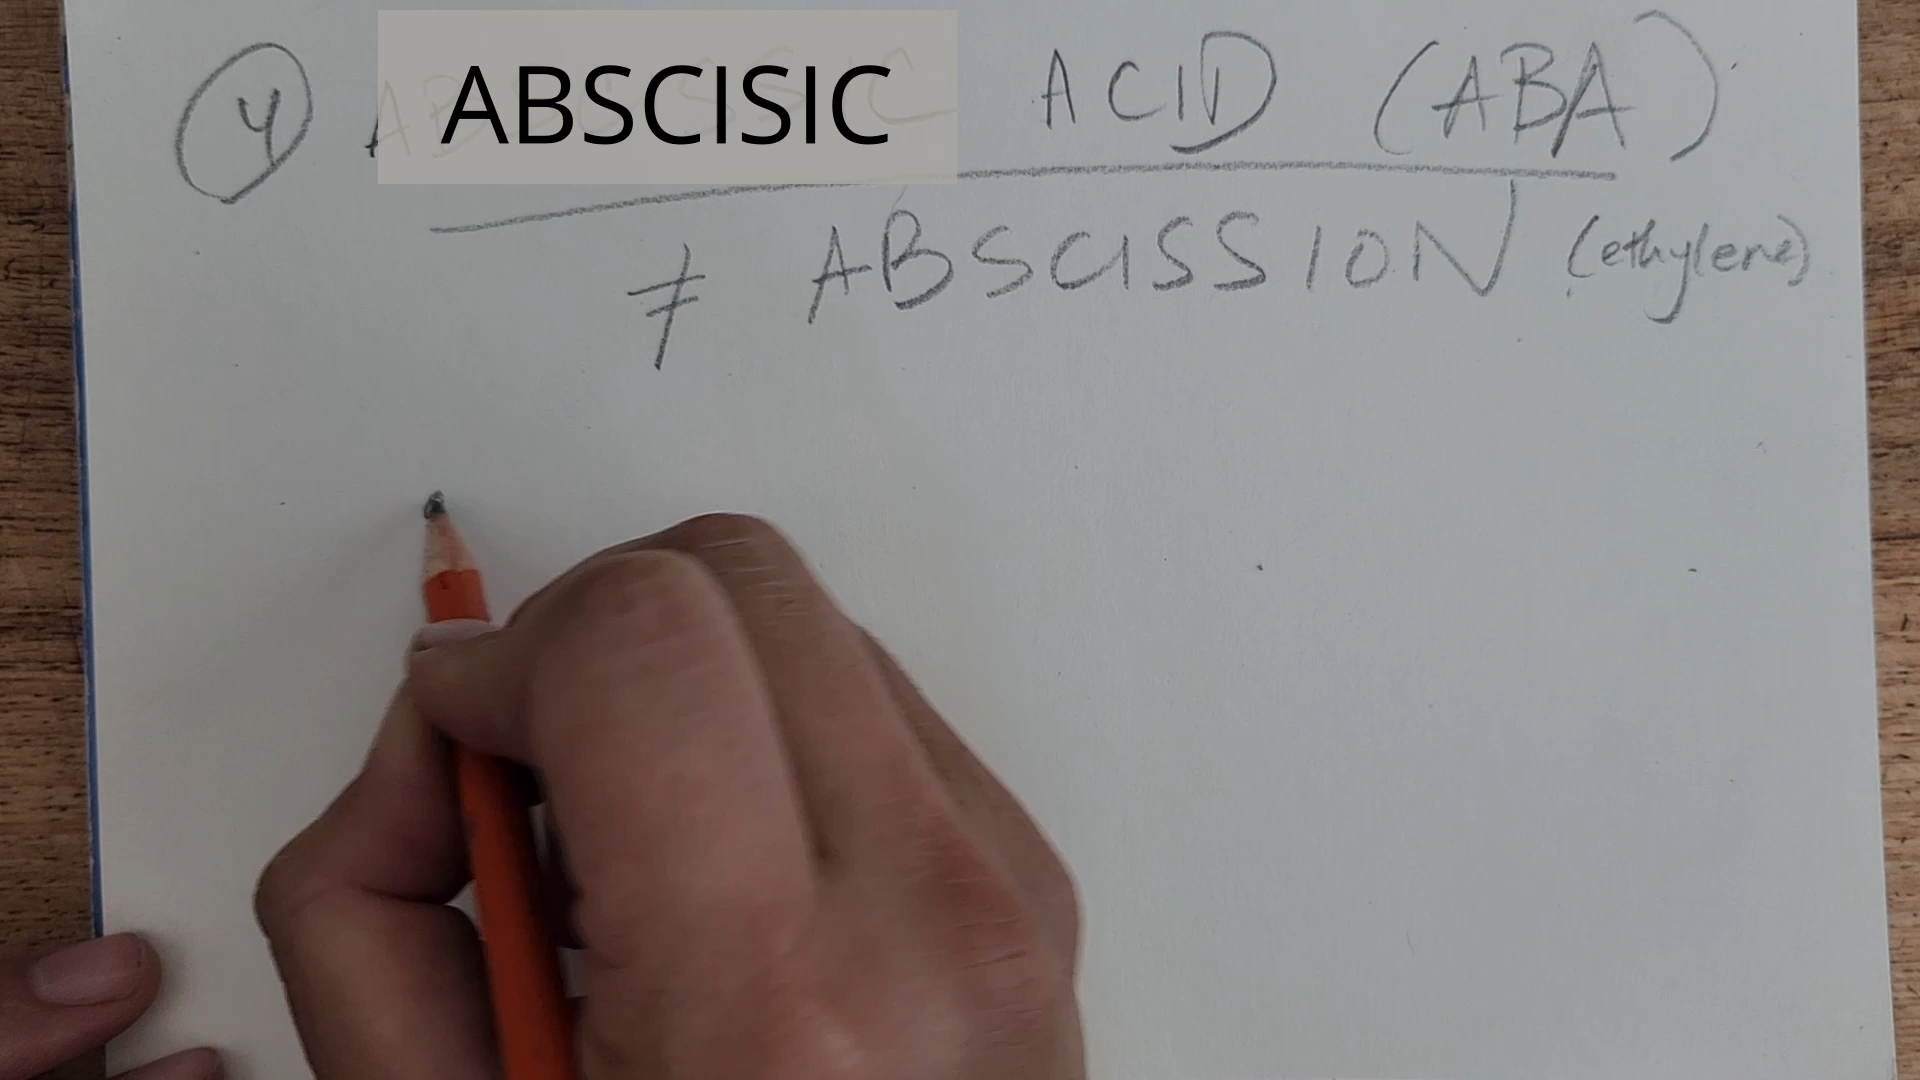 4 ABSCISIC ACID (ABA)
≠ ABSCISSION (ethylene)